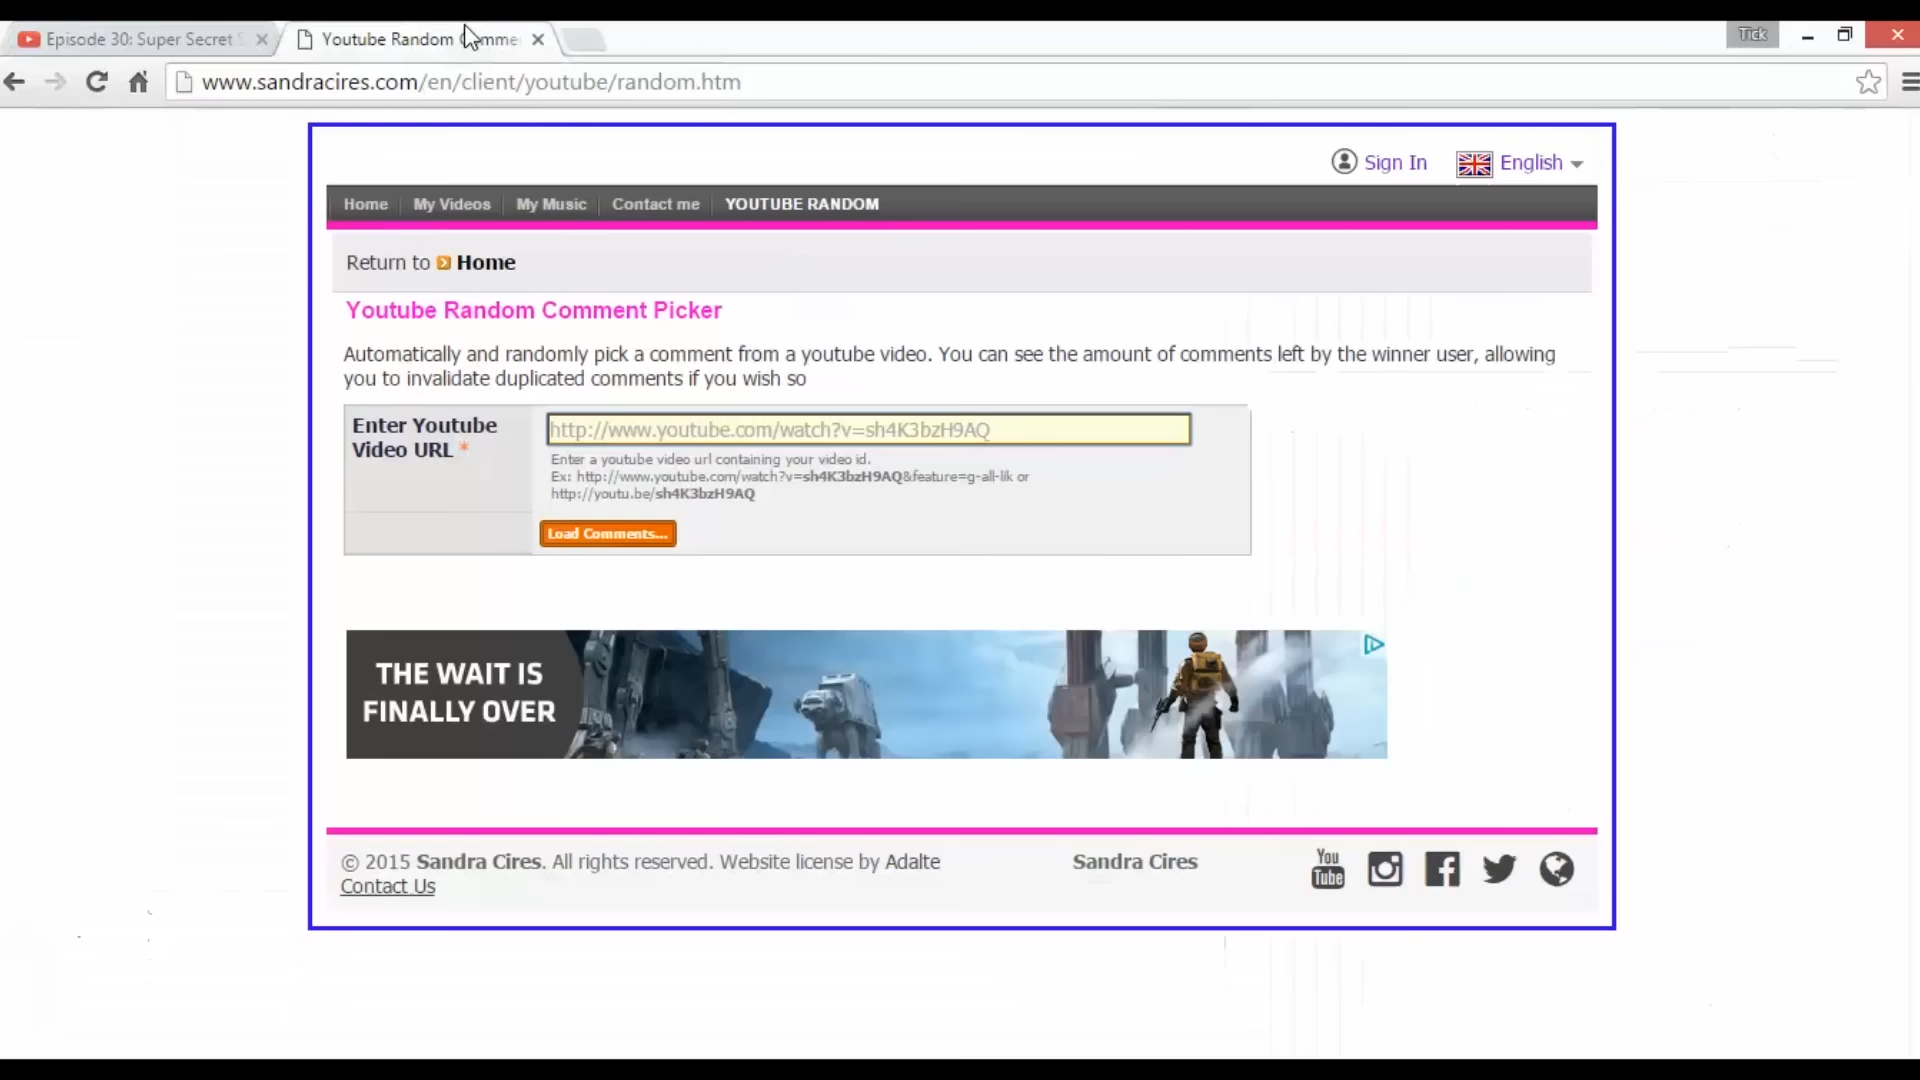 Episode 30: Super Secret
Youtube Random Comme
Tick
www.sandracires.com/en/client/youtube/random.htm
Sign In English
Home My Videos My Music Contact me YOUTUBE RANDOM
Return to Home
Youtube Random Comment Picker
Automatically and randomly pick a comment from a youtube video. You can see the amount of comments left by the winner user, allowing
you to invalidate duplicated comments if you wish so
Enter Youtube
Video URL *
http://www.youtube.com/watch?v=sh4K3bzH9AQ
Enter a youtube video url containing your video id.
Ex: http://www.youtube.com/watch?v=sh4K3bzH9AQ&feature=g-all-lik or
http://youtu.be/sh4K3bzH9AQ
Load Comments...
THE WAIT IS
FINALLY OVER
© 2015 Sandra Cires. All rights reserved. Website license by Adalte
Contact Us
Sandra Cires
You
Tube